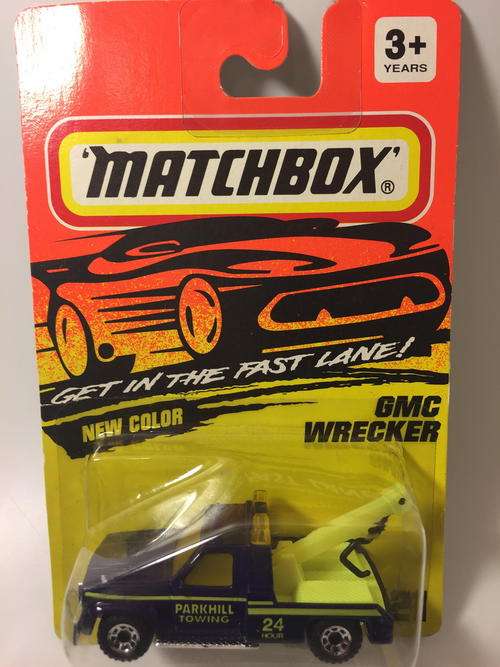 3+
YEARS
'MATCHBOX'®
GET IN THE FAST LANE!
NEW COLOR
GMC
WRECKER
PARKHILL
TOWING
24
HOUR